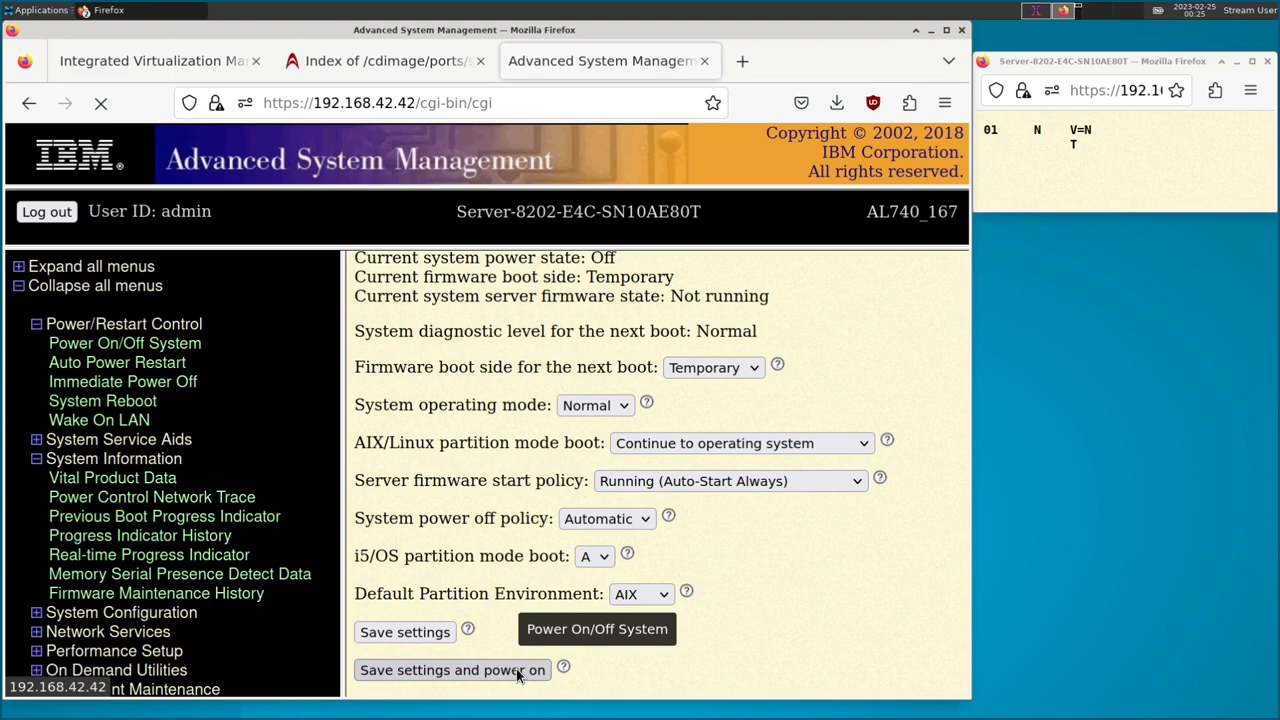 Applications
Firefox
2023-02-25
00:25
Stream User
Advanced System Management — Mozilla Firefox
Integrated Virtualization Ma
Index of /cdimage/ports/s
Advanced System Managem
https://192.168.42.42/cgi-bin/cgi
IBM®
Advanced System Management
Copyright © 2002, 2018
IBM Corporation.
All rights reserved.
Log out
User ID: admin
Server-8202-E4C-SN10AE80T
AL740_167
Expand all menus
Collapse all menus
Power/Restart Control
Power On/Off System
Auto Power Restart
Immediate Power Off
System Reboot
Wake On LAN
System Service Aids
System Information
Vital Product Data
Power Control Network Trace
Previous Boot Progress Indicator
Progress Indicator History
Real-time Progress Indicator
Memory Serial Presence Detect Data
Firmware Maintenance History
System Configuration
Network Services
Performance Setup
On Demand Utilities
nt Maintenance
192.168.42.42
Current system power state: Off
Current firmware boot side: Temporary
Current system server firmware state: Not running
System diagnostic level for the next boot: Normal
Firmware boot side for the next boot: Temporary
System operating mode: Normal
AIX/Linux partition mode boot: Continue to operating system
Server firmware start policy: Running (Auto-Start Always)
System power off policy: Automatic
i5/OS partition mode boot: A
Default Partition Environment: AIX
Save settings
Power On/Off System
Save settings and power on
Server-8202-E4C-SN10AE80T — Mozilla Firefox
https://192.16
01 N V=N
T